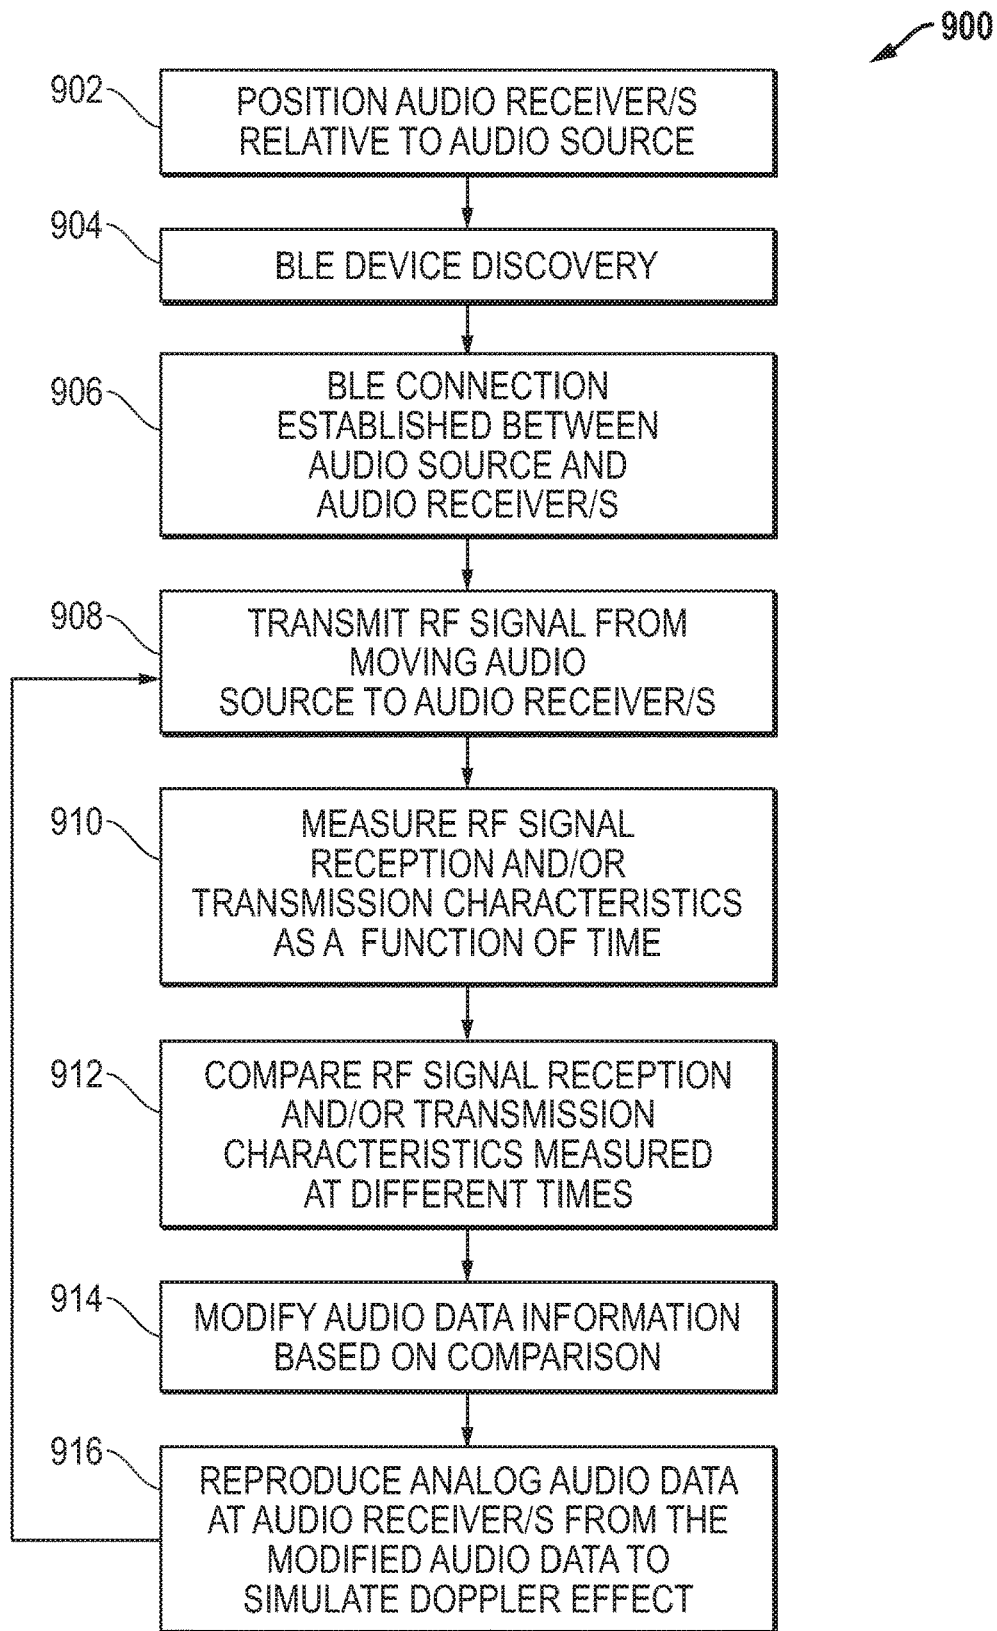 900
902
POSITION AUDIO RECEIVER/S
RELATIVE TO AUDIO SOURCE
904
BLE DEVICE DISCOVERY
906
BLE CONNECTION
ESTABLISHED BETWEEN
AUDIO SOURCE AND
AUDIO RECEIVER/S
908
TRANSMIT RF SIGNAL FROM
MOVING AUDIO
SOURCE TO AUDIO RECEIVER/S
910
MEASURE RF SIGNAL
RECEPTION AND/OR
TRANSMISSION CHARACTERISTICS
AS A FUNCTION OF TIME
912
COMPARE RF SIGNAL RECEPTION
AND/OR TRANSMISSION
CHARACTERISTICS MEASURED
AT DIFFERENT TIMES
914
MODIFY AUDIO DATA INFORMATION
BASED ON COMPARISON
916
REPRODUCE ANALOG AUDIO DATA
AT AUDIO RECEIVER/S FROM THE
MODIFIED AUDIO DATA TO
SIMULATE DOPPLER EFFECT